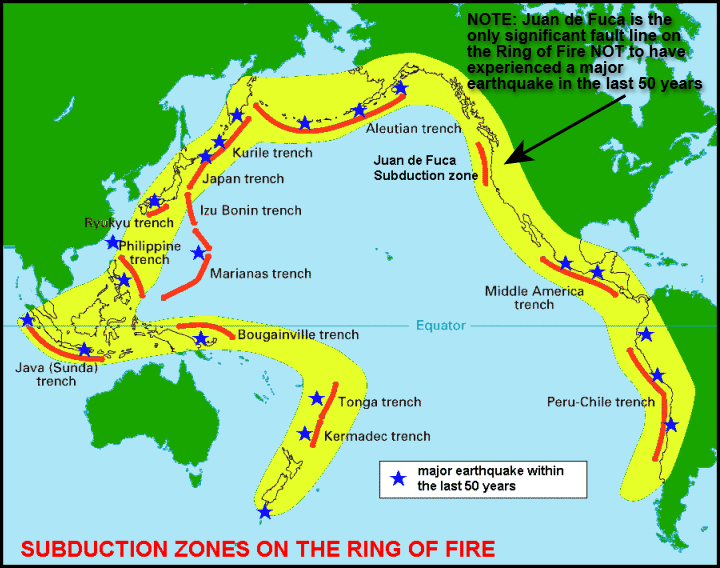 NOTE: Juan de Fuca is the
only significant fault line on
the Ring of Fire NOT to have
experienced a major
earthquake in the last 50 years
Aleutian trench
Kurile trench
Juan de Fuca
Subduction zone
Japan trench
Izu Bonin trench
Ryukyu trench
Philippine
trench
Marianas trench
Middle America
trench
Equator
Bougainville trench
Java (Sunda)
trench
Tonga trench
Peru-Chile trench
Kermadec trench
major earthquake within
the last 50 years
SUBDUCTION ZONES ON THE RING OF FIRE